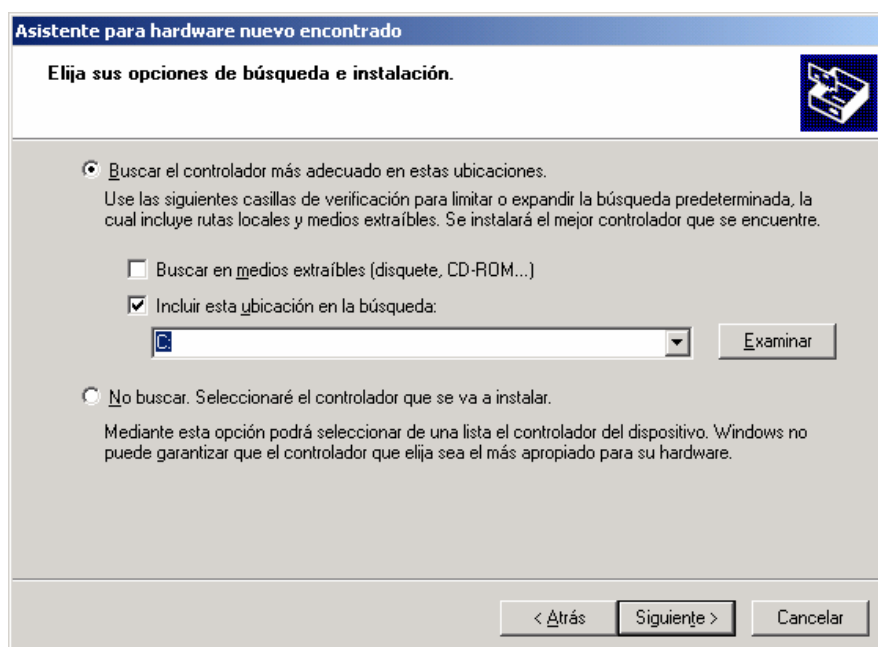 Asistente para hardware nuevo encontrado
Elija sus opciones de búsqueda e instalación.
Buscar el controlador más adecuado en estas ubicaciones.
Use las siguientes casillas de verificación para limitar o expandir la búsqueda predeterminada, la
cual incluye rutas locales y medios extraíbles. Se instalará el mejor controlador que se encuentre.
Buscar en medios extraíbles (disquete, CD-ROM...)
Incluir esta ubicación en la búsqueda:
C:
Examinar
No buscar. Seleccionaré el controlador que se va a instalar.
Mediante esta opción podrá seleccionar de una lista el controlador del dispositivo. Windows no
puede garantizar que el controlador que elija sea el más apropiado para su hardware.
< Atrás
Siguiente >
Cancelar